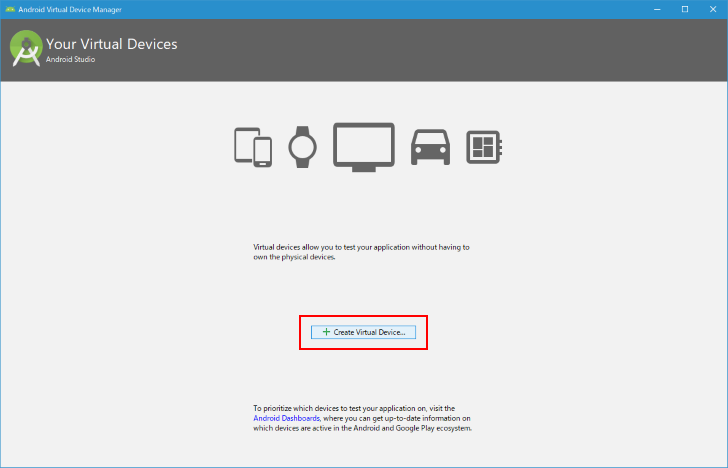 Android Virtual Device Manager
Your Virtual Devices
Android Studio
Virtual devices allow you to test your application without having to
own the physical devices.
Create Virtual Device...
To prioritize which devices to test your application on, visit the
Android Dashboards, where you can get up-to-date information on
which devices are active in the Android and Google Play ecosystem.